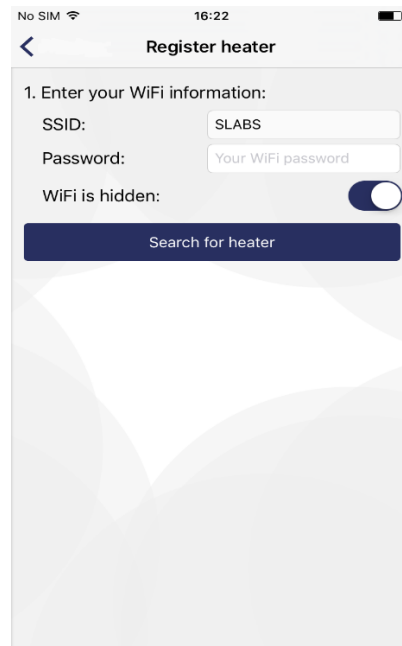 No SIM 16:22
Register heater
1. Enter your WiFi information:
SSID: SLABS
Password: Your WiFi password
WiFi is hidden:
Search for heater